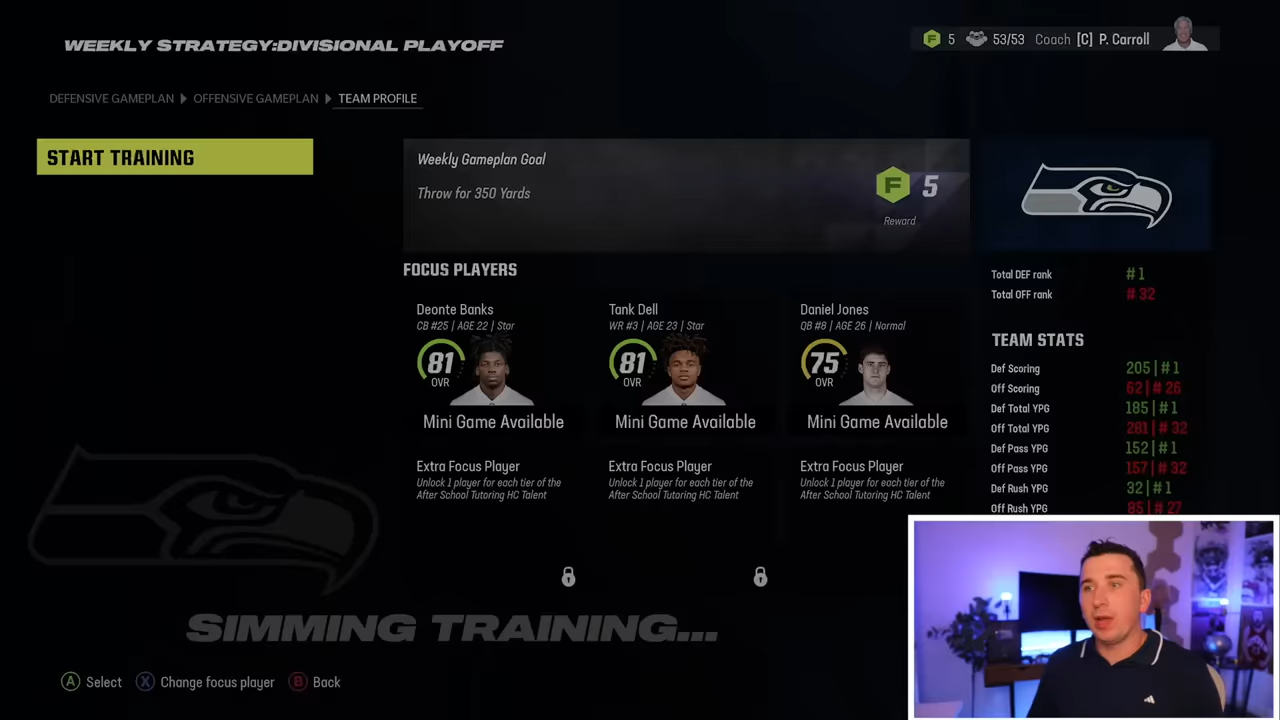 WEEKLY STRATEGY:DIVISIONAL PLAYOFF
F 5 53/53 Coach [C] P. Carroll
DEFENSIVE GAMEPLAN OFFENSIVE GAMEPLAN TEAM PROFILE
START TRAINING
Weekly Gameplan Goal
Throw for 350 Yards
F 5
Reward
FOCUS PLAYERS
Deonte Banks
CB #25 | AGE 22 | Star
81
OVR
Mini Game Available
Tank Dell
WR #3 | AGE 23 | Star
81
OVR
Mini Game Available
Daniel Jones
QB #8 | AGE 26 | Normal
75
OVR
Mini Game Available
Extra Focus Player
Unlock 1 player for each tier of the
After School Tutoring HC Talent
Extra Focus Player
Unlock 1 player for each tier of the
After School Tutoring HC Talent
Extra Focus Player
Unlock 1 player for each tier of the
After School Tutoring HC Talent
Total DEF rank # 1
Total OFF rank # 32
TEAM STATS
Def Scoring 205 | # 1
Off Scoring 62 | # 26
Def Total YPG 185 | # 1
Off Total YPG 281 | # 32
Def Pass YPG 152 | # 1
Off Pass YPG 157 | # 32
Def Rush YPG 32 | # 1
Off Rush YPG 85 | # 27
SIMMING TRAINING...
A Select X Change focus player B Back